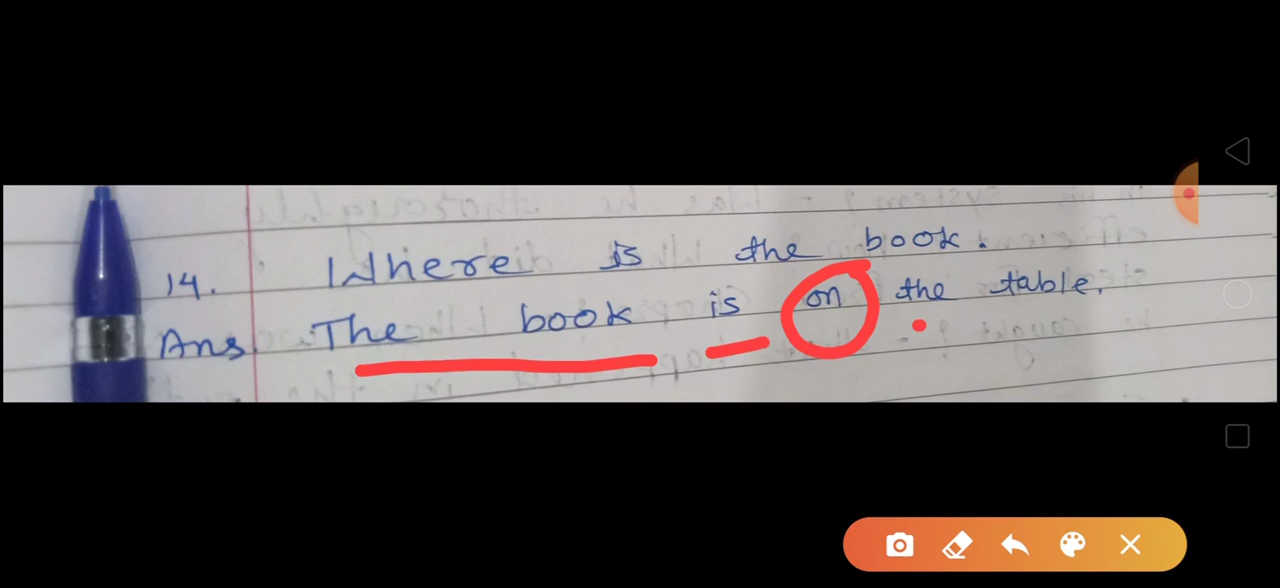 14. Where is the book.
Ans. The book is on the table.